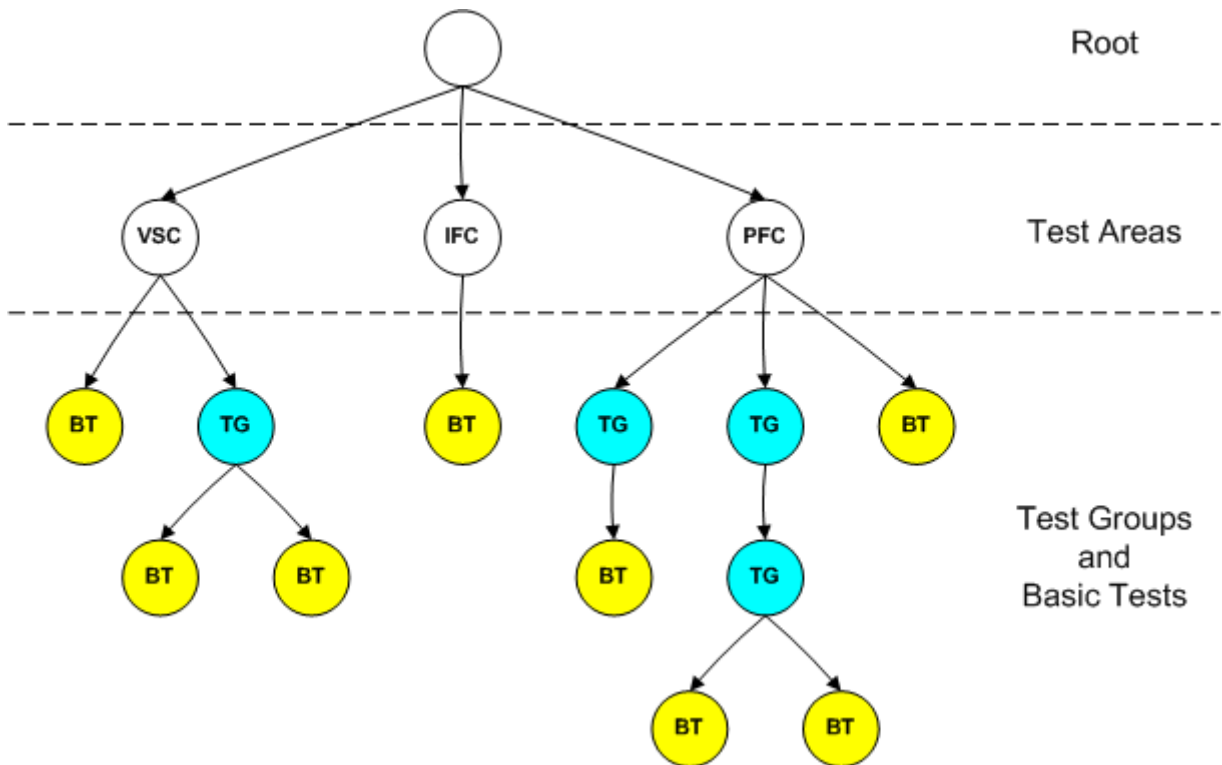 Root
VSC
IFC
PFC
Test Areas
BT
TG
BT
TG
TG
BT
BT
BT
BT
TG
Test Groups
and
Basic Tests
BT
BT